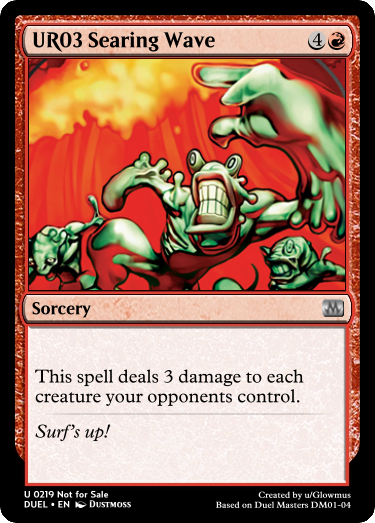 UR03 Searing Wave 4
Sorcery
This spell deals 3 damage to each
creature your opponents control.
Surf's up!
U 0219 Not for Sale
DUEL • EN Dustmoss
Created by u/Glowmus
Based on Duel Masters DM01-04